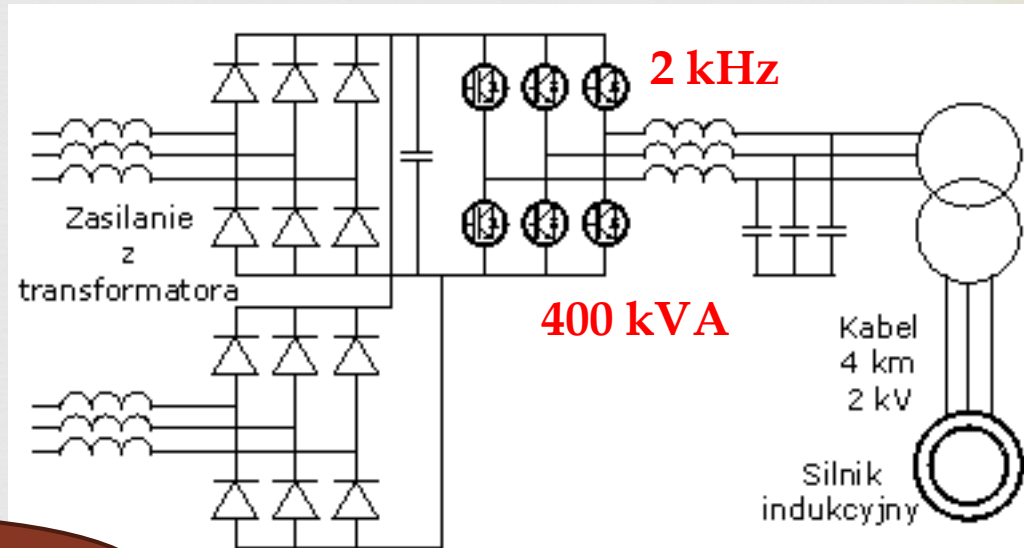 2 kHz
Zasilanie
z
transformatora
400 kVA
Kabel
4 km
2 kV
Silnik
indukcyjny